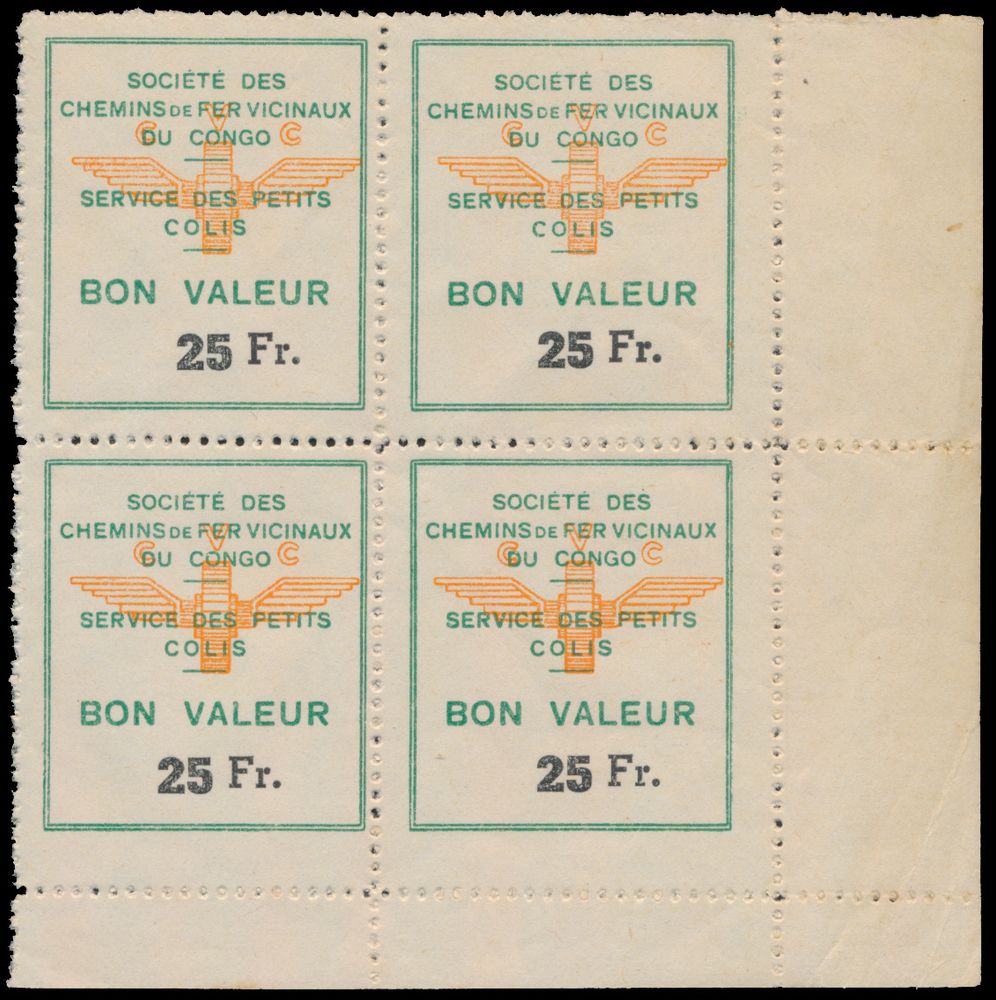 SOCIÉTÉ DES
CHEMINS DE FER VICINAUX
DU CONGO
C V C
SERVICE DES PETITS
COLIS
BON VALEUR
25 Fr.
SOCIÉTÉ DES
CHEMINS DE FER VICINAUX
DU CONGO
C V C
SERVICE DES PETITS
COLIS
BON VALEUR
25 Fr.
SOCIÉTÉ DES
CHEMINS DE FER VICINAUX
DU CONGO
C V C
SERVICE DES PETITS
COLIS
BON VALEUR
25 Fr.
SOCIÉTÉ DES
CHEMINS DE FER VICINAUX
DU CONGO
C V C
SERVICE DES PETITS
COLIS
BON VALEUR
25 Fr.